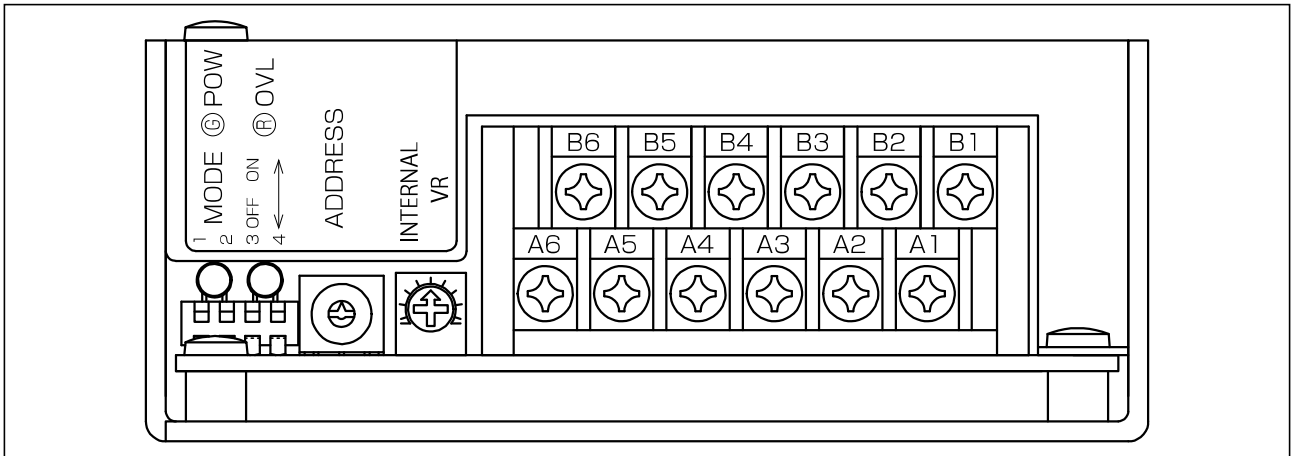 1 MODE Ⓖ POW
2
3 OFF ON Ⓡ OVL
4
ADDRESS
INTERNAL
VR
B6 B5 B4 B3 B2 B1
A6 A5 A4 A3 A2 A1